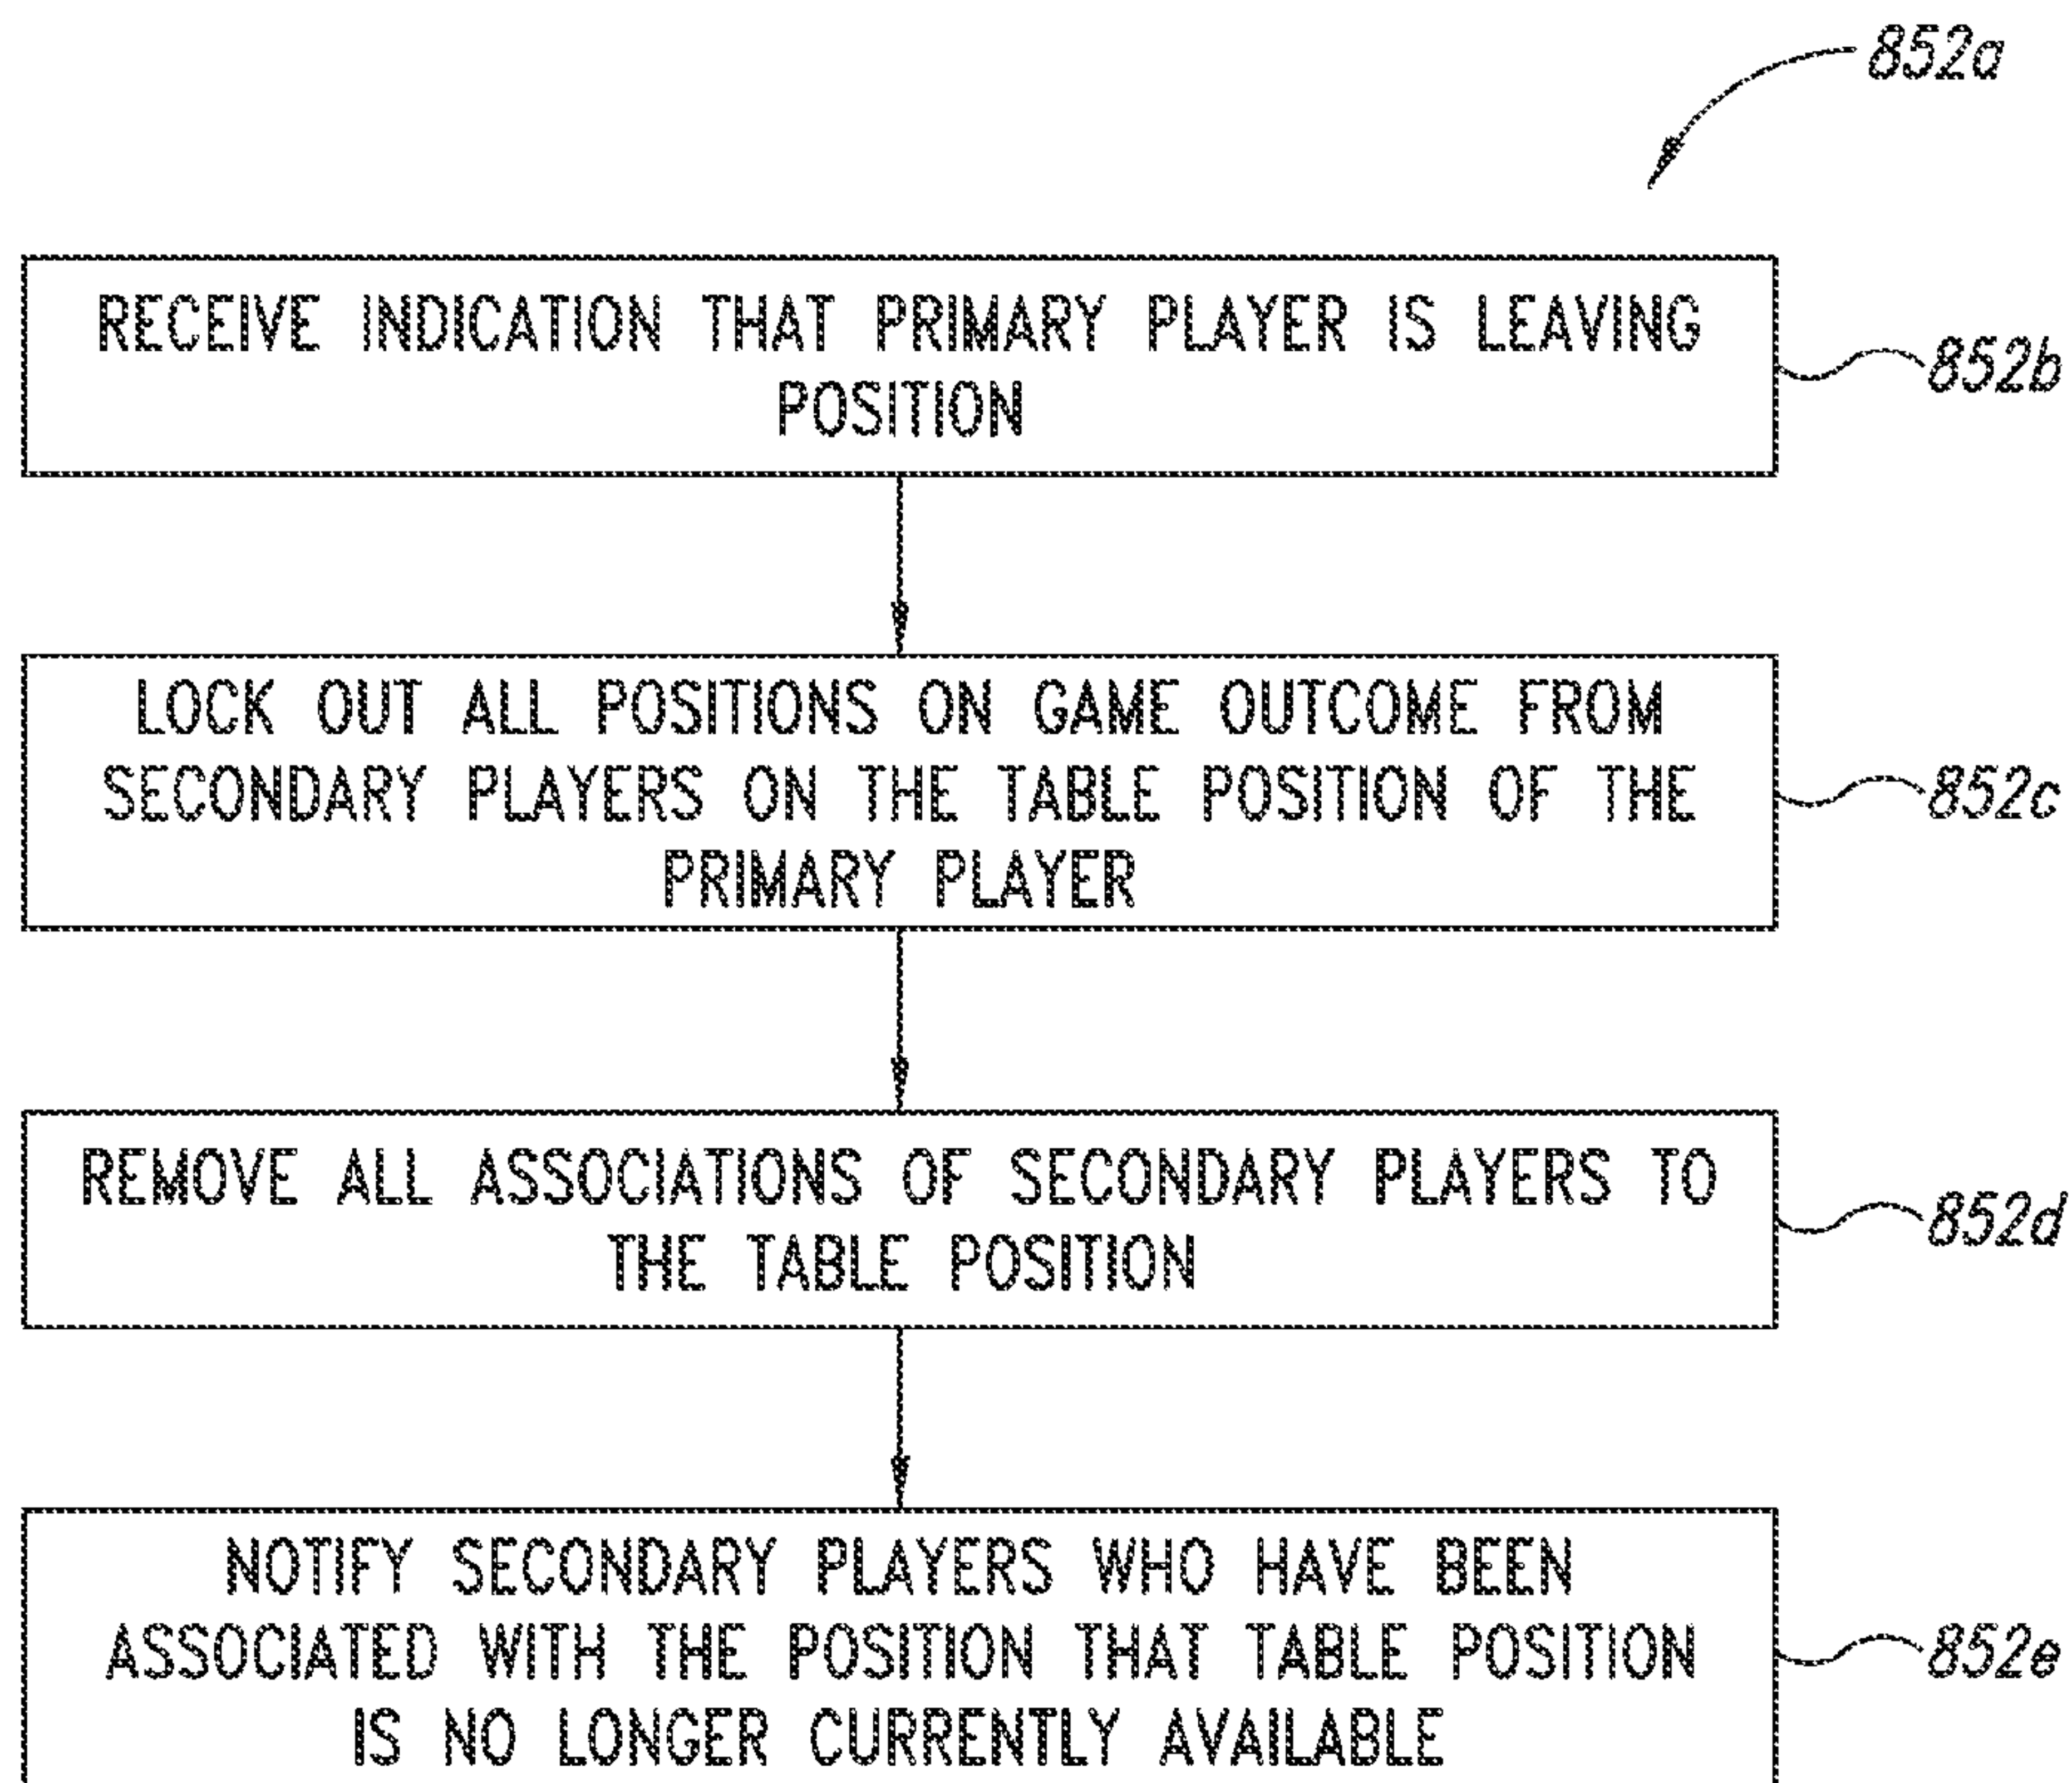 852a
RECEIVE INDICATION THAT PRIMARY PLAYER IS LEAVING
POSITION
852b
LOCK OUT ALL POSITIONS ON GAME OUTCOME FROM
SECONDARY PLAYERS ON THE TABLE POSITION OF THE
PRIMARY PLAYER
852c
REMOVE ALL ASSOCIATIONS OF SECONDARY PLAYERS TO
THE TABLE POSITION
852d
NOTIFY SECONDARY PLAYERS WHO HAVE BEEN
ASSOCIATED WITH THE POSITION THAT TABLE POSITION
IS NO LONGER CURRENTLY AVAILABLE
852e